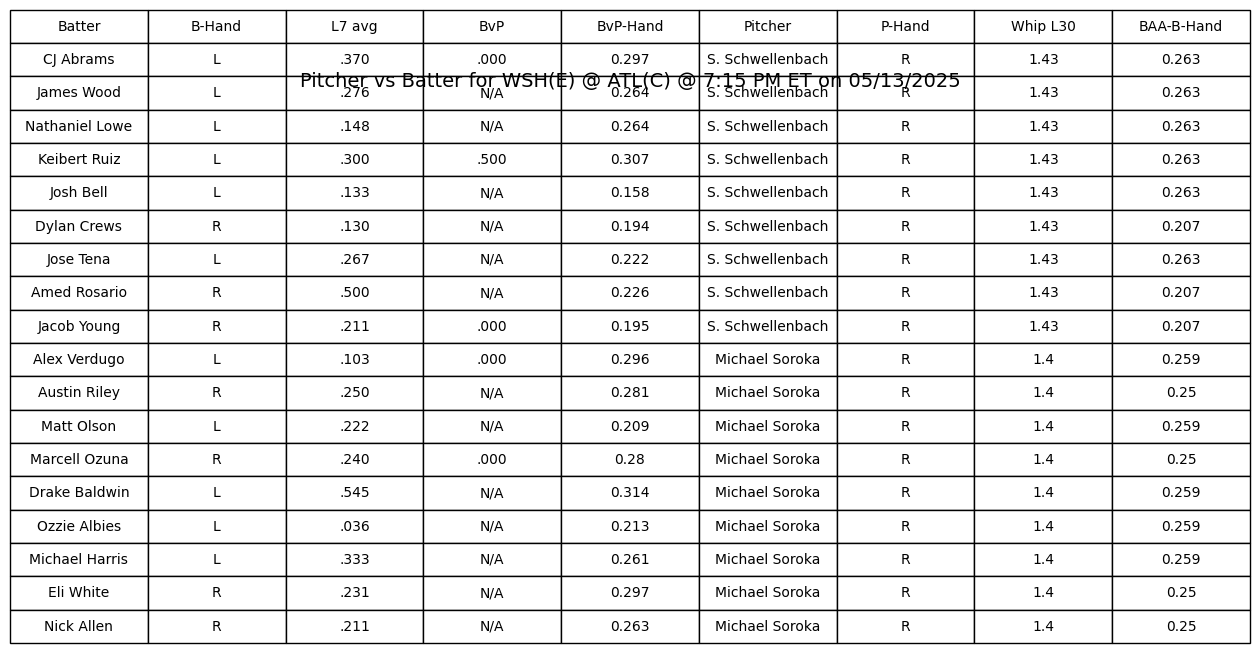 Batter B-Hand L7 avg BvP BvP-Hand Pitcher P-Hand Whip L30 BAA-B-Hand
CJ Abrams L .370 .000 0.297 S. Schwellenbach R 1.43 0.263
Pitcher vs Batter for WSH(E) @ ATL(C) @ 7:15 PM ET on 05/13/2025
James Wood L .276 N/A 0.264 S. Schwellenbach R 1.43 0.263
Nathaniel Lowe L .148 N/A 0.264 S. Schwellenbach R 1.43 0.263
Keibert Ruiz L .300 .500 0.307 S. Schwellenbach R 1.43 0.263
Josh Bell L .133 N/A 0.158 S. Schwellenbach R 1.43 0.263
Dylan Crews R .130 N/A 0.194 S. Schwellenbach R 1.43 0.207
Jose Tena L .267 N/A 0.222 S. Schwellenbach R 1.43 0.263
Amed Rosario R .500 N/A 0.226 S. Schwellenbach R 1.43 0.207
Jacob Young R .211 .000 0.195 S. Schwellenbach R 1.43 0.207
Alex Verdugo L .103 .000 0.296 Michael Soroka R 1.4 0.259
Austin Riley R .250 N/A 0.281 Michael Soroka R 1.4 0.25
Matt Olson L .222 N/A 0.209 Michael Soroka R 1.4 0.259
Marcell Ozuna R .240 .000 0.28 Michael Soroka R 1.4 0.25
Drake Baldwin L .545 N/A 0.314 Michael Soroka R 1.4 0.259
Ozzie Albies L .036 N/A 0.213 Michael Soroka R 1.4 0.259
Michael Harris L .333 N/A 0.261 Michael Soroka R 1.4 0.259
Eli White R .231 N/A 0.297 Michael Soroka R 1.4 0.25
Nick Allen R .211 N/A 0.263 Michael Soroka R 1.4 0.25